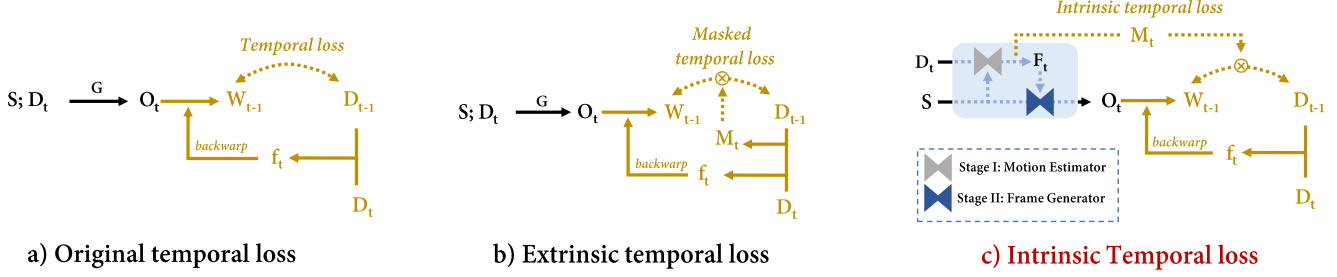 Temporal loss
S; D_t
G
O_t
W_t-1
D_t-1
backwarp
f_t
D_t
a) Original temporal loss
Masked
temporal loss
S; D_t
G
O_t
W_t-1
D_t-1
M_t
backwarp
f_t
D_t
b) Extrinsic temporal loss
Intrinsic temporal loss
M_t
D_t
F_t
S
O_t
W_t-1
D_t-1
backwarp
f_t
D_t
Stage I: Motion Estimator
Stage II: Frame Generator
c) Intrinsic Temporal loss